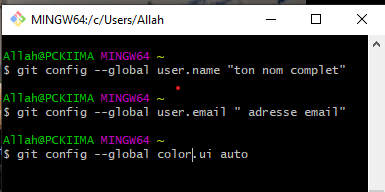 MINGW64:/c/Users/Allah
Allah@PCKIIMA MINGW64 ~
$ git config --global user.name "ton nom complet"
Allah@PCKIIMA MINGW64 ~
$ git config --global user.email " adresse email"
Allah@PCKIIMA MINGW64 ~
$ git config --global color.ui auto